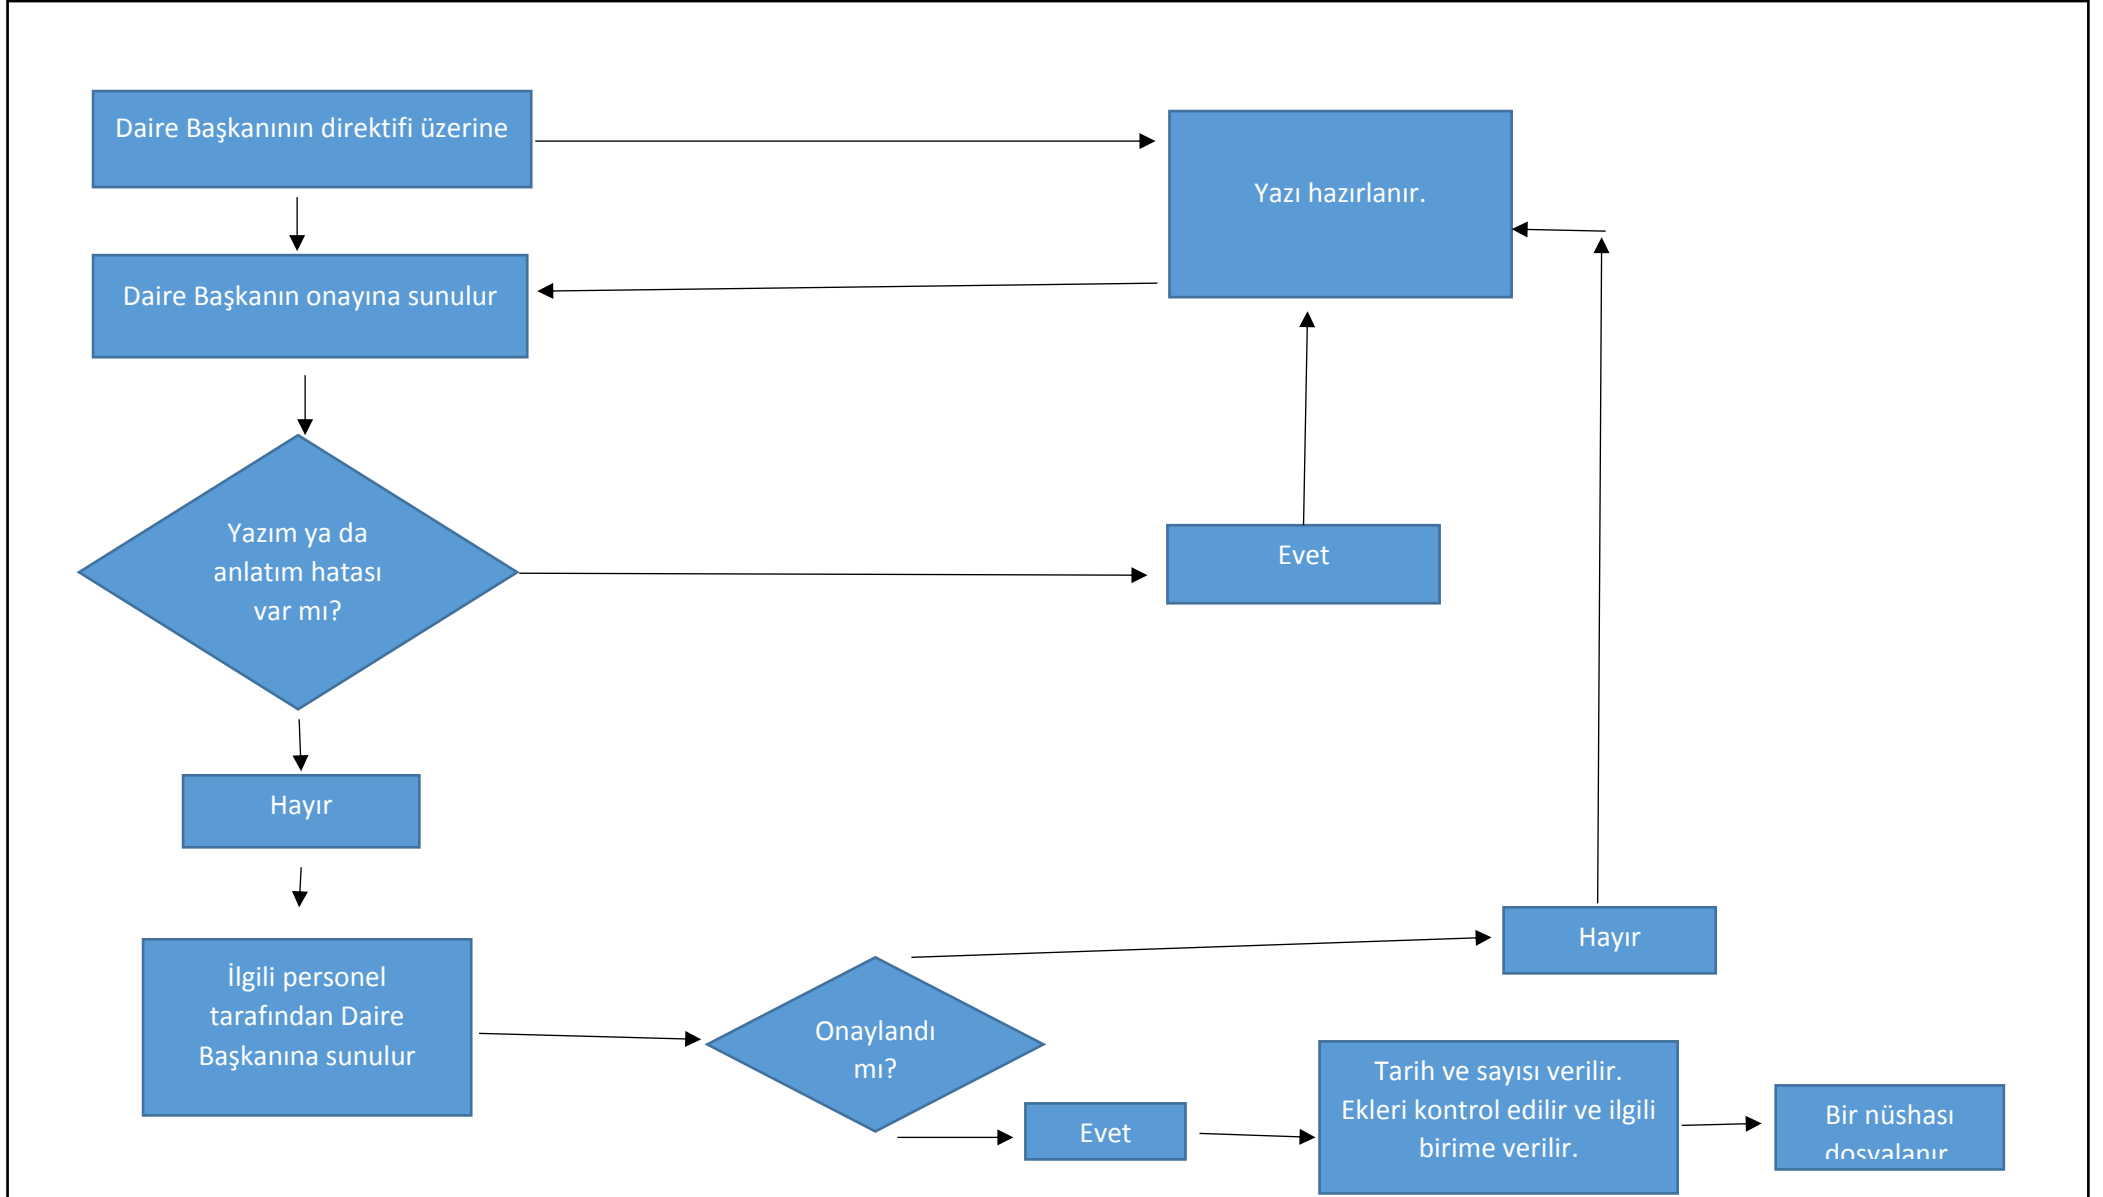 Daire Başkanının direktifi üzerine
Yazı hazırlanır.
Daire Başkanın onayına sunulur
Yazım ya da
anlatım hatası
var mı?
Evet
Hayır
İlgili personel
tarafından Daire
Başkanına sunulur
Onaylandı
mı?
Hayır
Evet
Tarih ve sayısı verilir.
Ekleri kontrol edilir ve ilgili
birime verilir.
Bir nüshası
dosyalanır